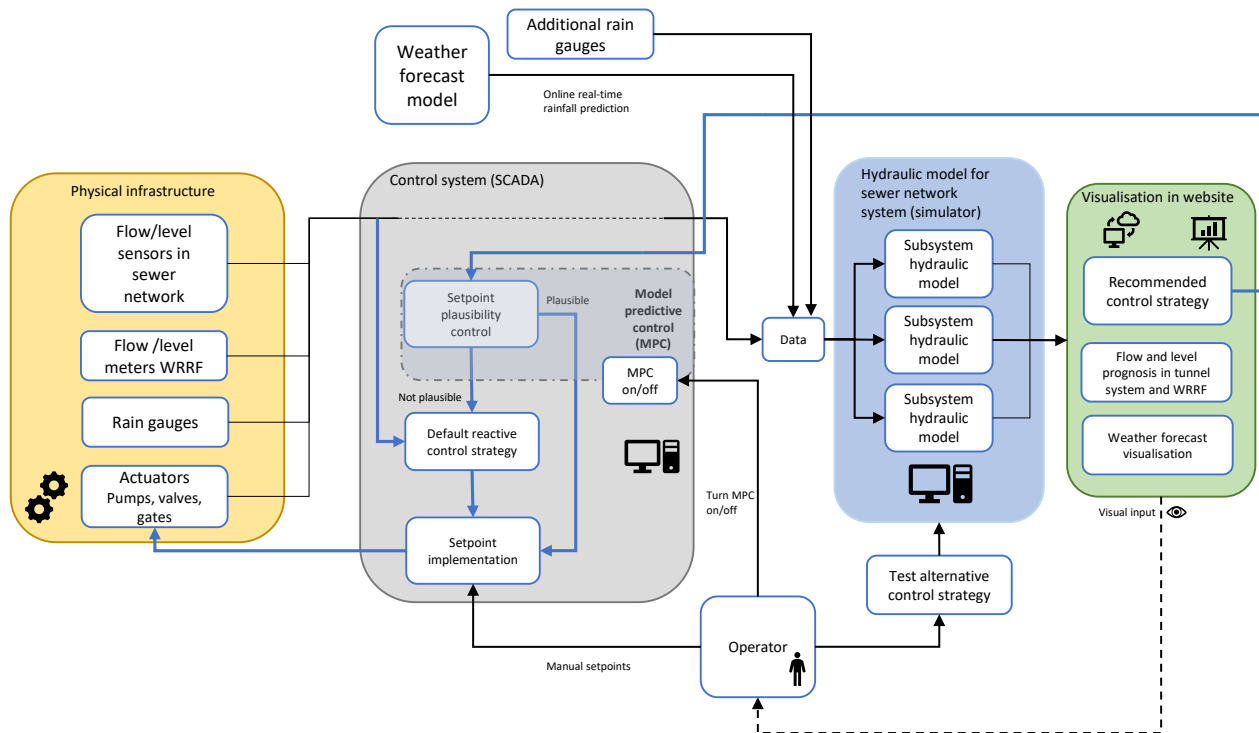 Additional rain
gauges
Weather
forecast
model
Online real-time
rainfall prediction
Physical infrastructure
Flow/level
sensors in
sewer
network
Flow /level
meters WRRF
Rain gauges
Actuators
Pumps, valves,
gates
Control system (SCADA)
Setpoint
plausibility
control
Plausible
Model
predictive
control
(MPC)
MPC
on/off
Not plausible
Default reactive
control strategy
Setpoint
implementation
Turn MPC
on/off
Data
Hydraulic model for
sewer network
system (simulator)
Subsystem
hydraulic
model
Subsystem
hydraulic
model
Subsystem
hydraulic
model
Visualisation in website
Recommended
control strategy
Flow and level
prognosis in tunnel
system and WRRF
Weather forecast
visualisation
Visual input
Test alternative
control strategy
Operator
Manual setpoints